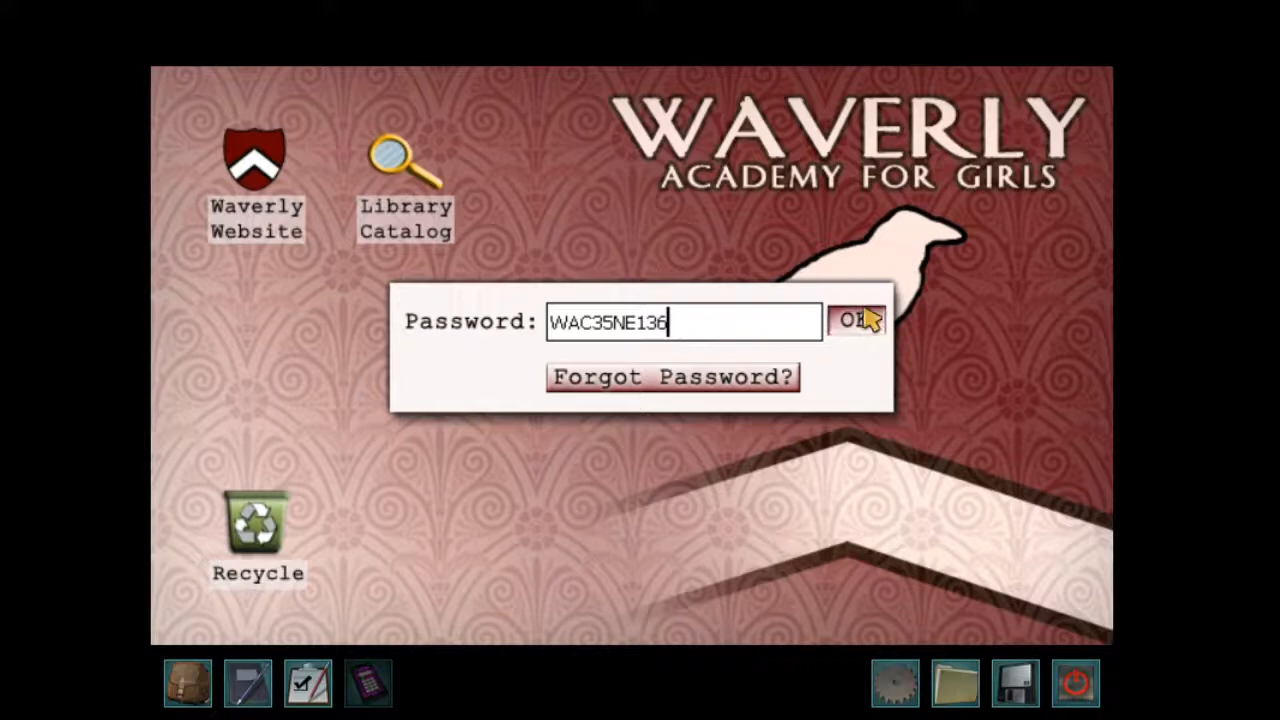 WAVERLY
ACADEMY FOR GIRLS
Waverly
Website
Library
Catalog
Password: WAC35NE136
Forgot Password?
Recycle